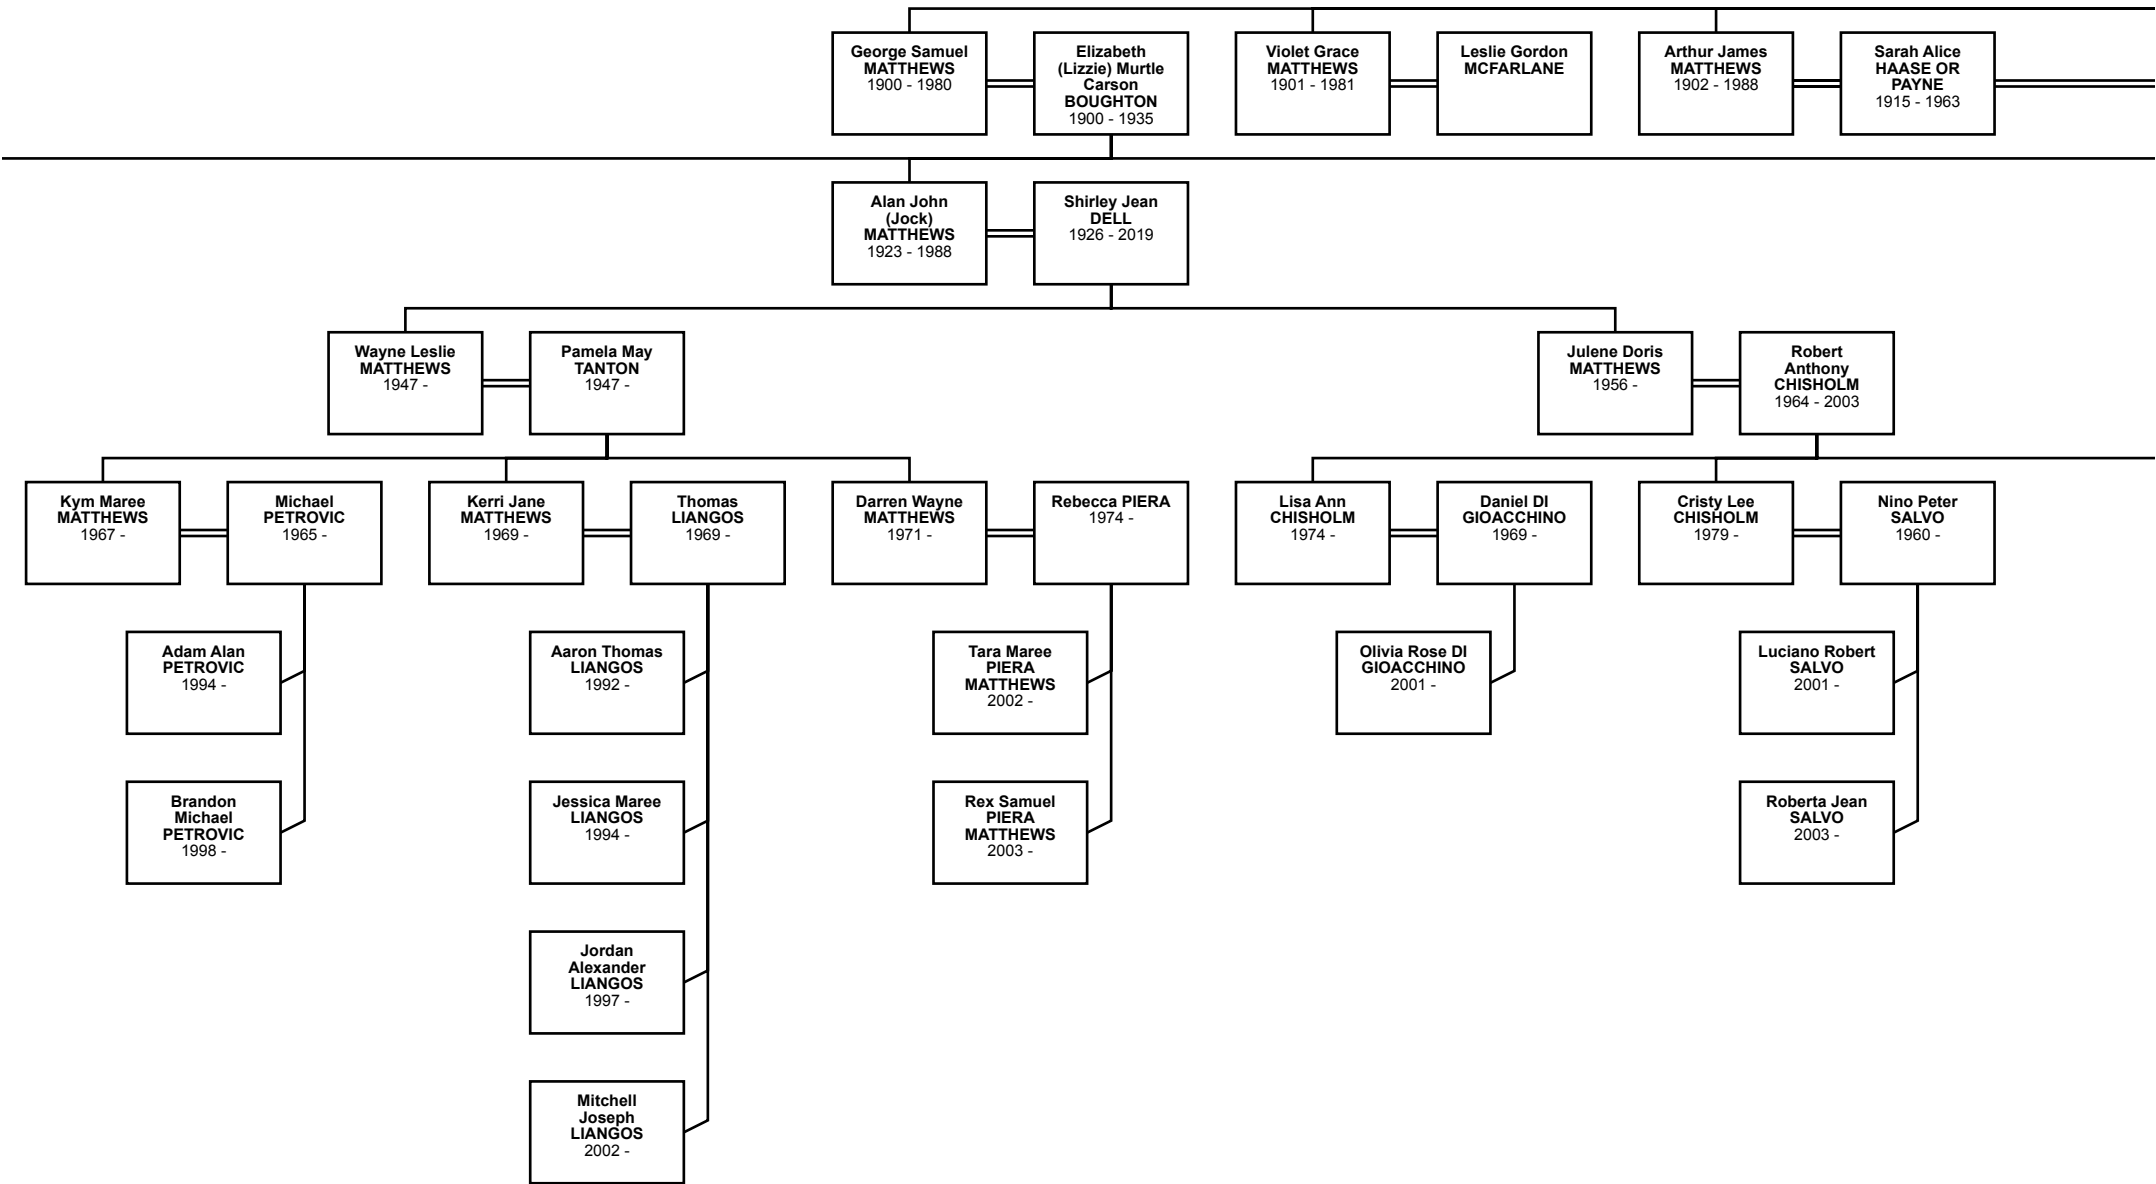 George Samuel
MATTHEWS
1900 - 1980
Elizabeth
(Lizzie) Murtle
Carson
BOUGHTON
1900 - 1935
Violet Grace
MATTHEWS
1901 - 1981
Leslie Gordon
MCFARLANE
Arthur James
MATTHEWS
1902 - 1988
Sarah Alice
HAASE OR
PAYNE
1915 - 1963
Alan John
(Jock)
MATTHEWS
1923 - 1988
Shirley Jean
DELL
1926 - 2019
Wayne Leslie
MATTHEWS
1947 -
Pamela May
TANTON
1947 -
Julene Doris
MATTHEWS
1956 -
Robert
Anthony
CHISHOLM
1964 - 2003
Kym Maree
MATTHEWS
1967 -
Michael
PETROVIC
1965 -
Kerri Jane
MATTHEWS
1969 -
Thomas
LIANGOS
1969 -
Darren Wayne
MATTHEWS
1971 -
Rebecca PIERA
1974 -
Lisa Ann
CHISHOLM
1974 -
Daniel DI
GIOACCHINO
1969 -
Cristy Lee
CHISHOLM
1979 -
Nino Peter
SALVO
1960 -
Adam Alan
PETROVIC
1994 -
Aaron Thomas
LIANGOS
1992 -
Tara Maree
PIERA
MATTHEWS
2002 -
Olivia Rose DI
GIOACCHINO
2001 -
Luciano Robert
SALVO
2001 -
Brandon
Michael
PETROVIC
1998 -
Jessica Maree
LIANGOS
1994 -
Rex Samuel
PIERA
MATTHEWS
2003 -
Roberta Jean
SALVO
2003 -
Jordan
Alexander
LIANGOS
1997 -
Mitchell
Joseph
LIANGOS
2002 -